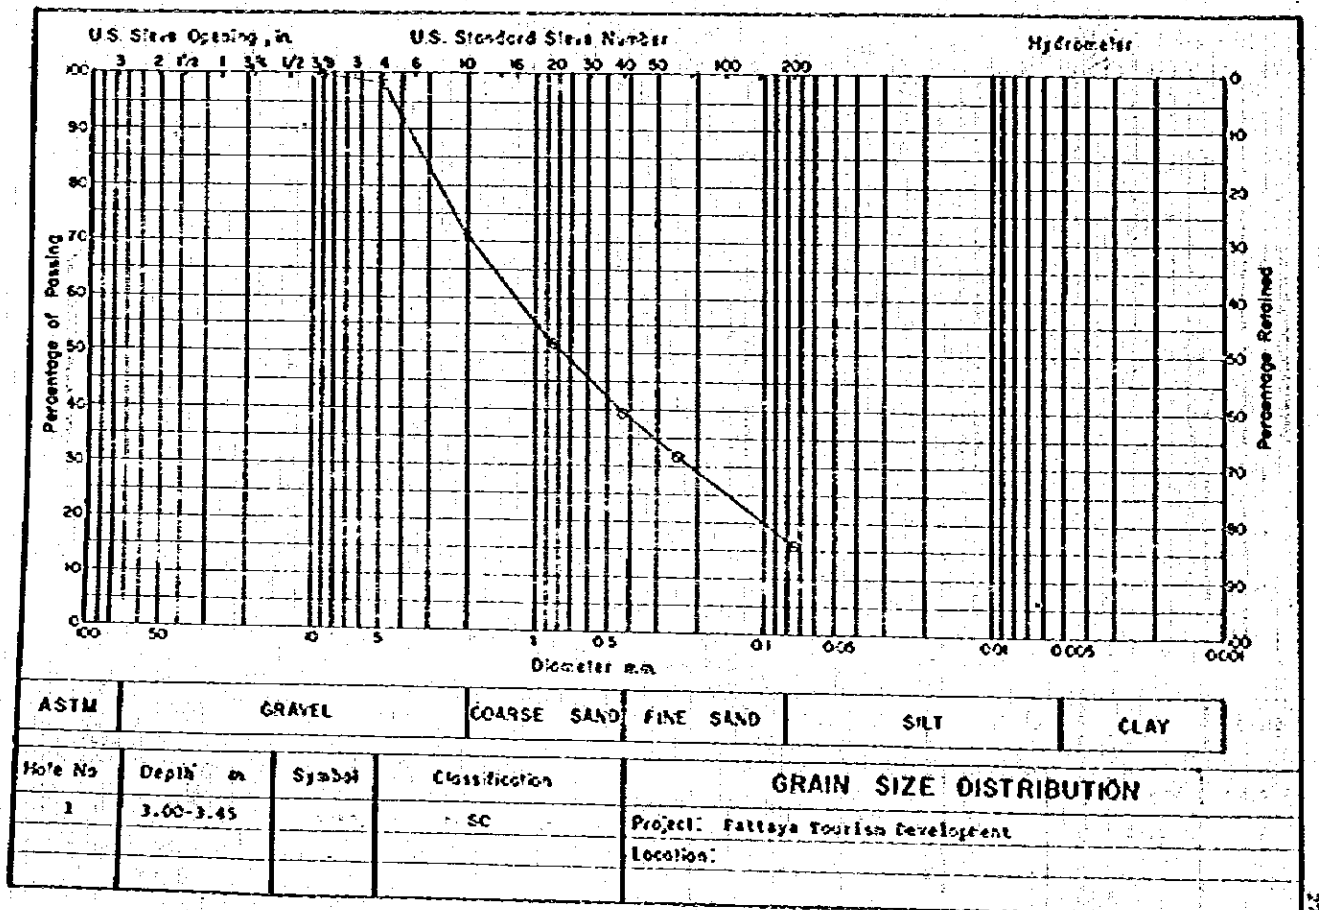 U.S. Sieve Opening, in. U.S. Standard Sieve Number Hydrometer
3 2 1½ 1 3/4 1/2 3/8 3 4 6 10 16 20 30 40 50 100 200
100 0
90 10
80 20
70 30
60 40
50 50
40 60
30 70
20 80
10 90
0 100
Percentage of Passing
Percentage Retained
100 50 10 5 1 0.5 0.1 0.05 0.01 0.005 0.001
Diameter m.m.
ASTM GRAVEL COARSE SAND FINE SAND SILT CLAY
Hole No Depth m Symbol Classification GRAIN SIZE DISTRIBUTION
1 3.00-3.45 SC Project: Pattaya Tourism Development
Location: